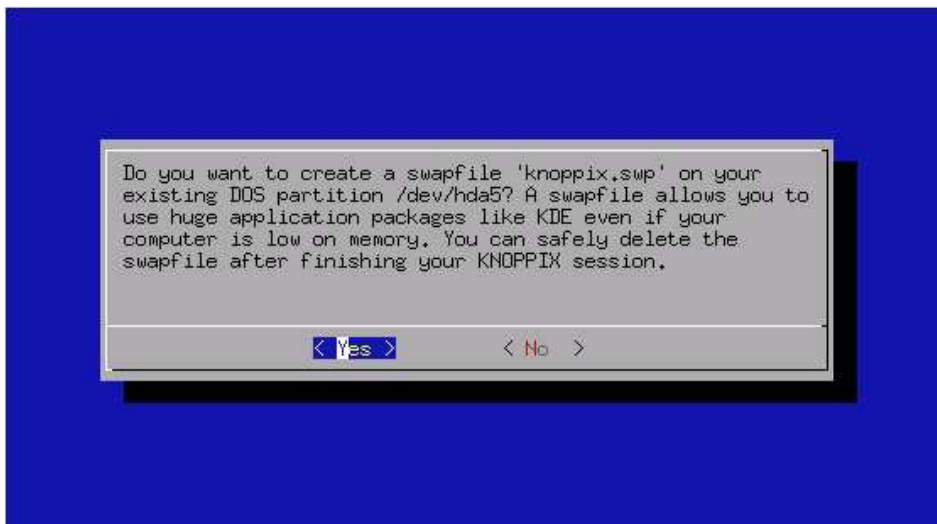 Do you want to create a swapfile 'knoppix.swp' on your
existing DOS partition /dev/hda5? A swapfile allows you to
use huge application packages like KDE even if your
computer is low on memory. You can safely delete the
swapfile after finishing your KNOPPIX session.
< Yes > < No >